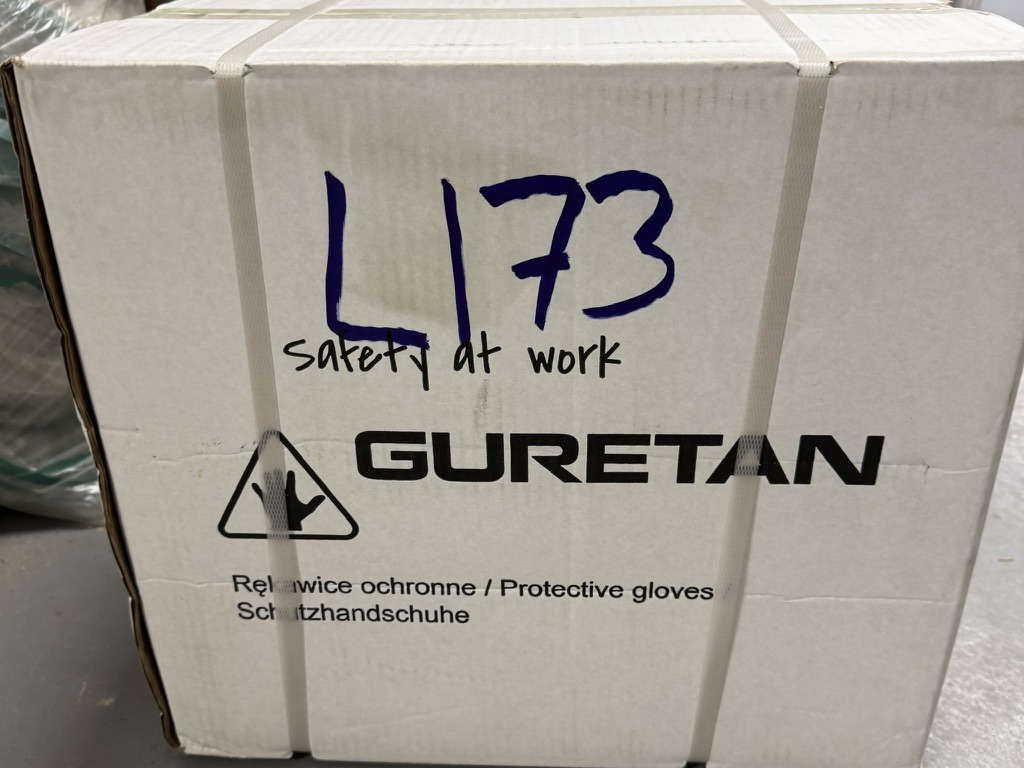 L173
safety at work
GURETAN
Rękawice ochronne / Protective gloves /
Schutzhandschuhe